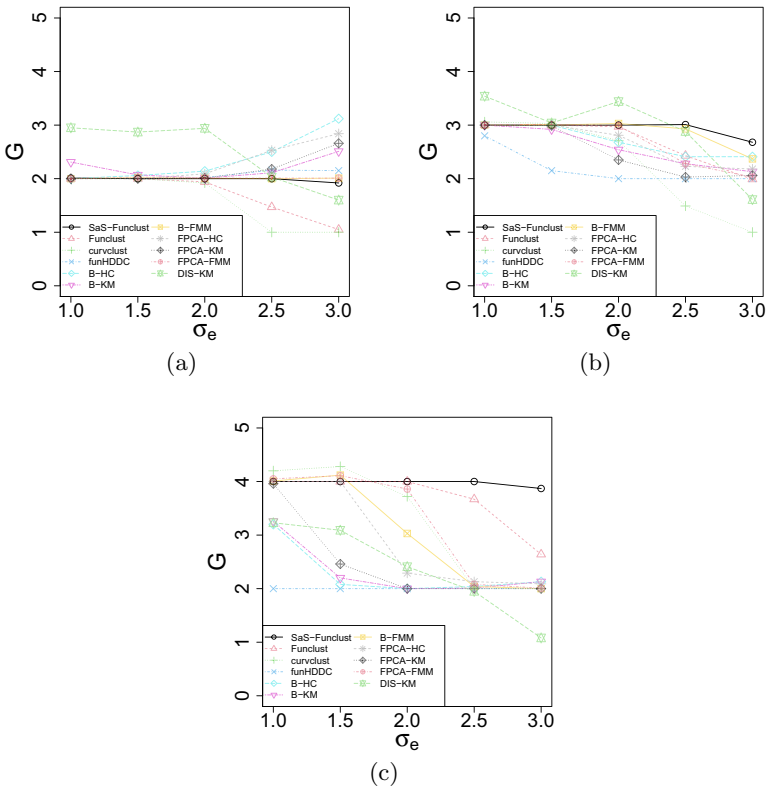 5
4
3
2
1
0
G
SaS-Funclust
Funclust
curvclust
funHDDC
B-HC
B-KM
B-FMM
FPCA-HC
FPCA-KM
FPCA-FMM
DIS-KM
1.0 1.5 2.0 2.5 3.0
σe
(a)
5
4
3
2
1
0
G
SaS-Funclust
Funclust
curvclust
funHDDC
B-HC
B-KM
B-FMM
FPCA-HC
FPCA-KM
FPCA-FMM
DIS-KM
1.0 1.5 2.0 2.5 3.0
σe
(b)
5
4
3
2
1
0
G
SaS-Funclust
Funclust
curvclust
funHDDC
B-HC
B-KM
B-FMM
FPCA-HC
FPCA-KM
FPCA-FMM
DIS-KM
1.0 1.5 2.0 2.5 3.0
σe
(c)